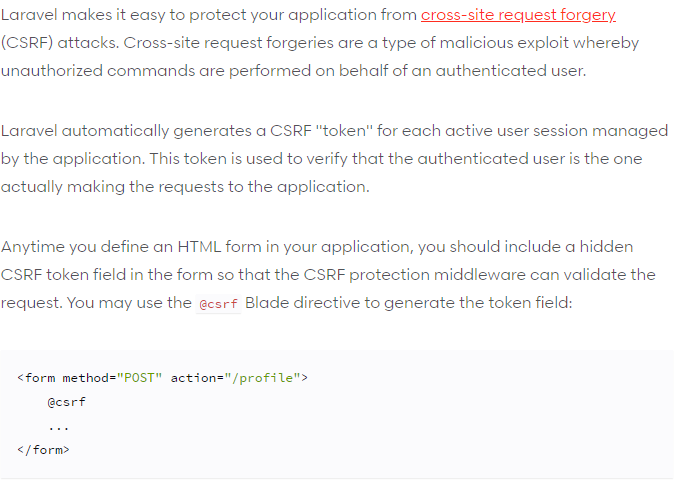 Laravel makes it easy to protect your application from cross-site request forgery
(CSRF) attacks. Cross-site request forgeries are a type of malicious exploit whereby
unauthorized commands are performed on behalf of an authenticated user.
Laravel automatically generates a CSRF "token" for each active user session managed
by the application. This token is used to verify that the authenticated user is the one
actually making the requests to the application.
Anytime you define an HTML form in your application, you should include a hidden
CSRF token field in the form so that the CSRF protection middleware can validate the
request. You may use the @csrf Blade directive to generate the token field:
<form method="POST" action="/profile">
    @csrf
    ...
</form>